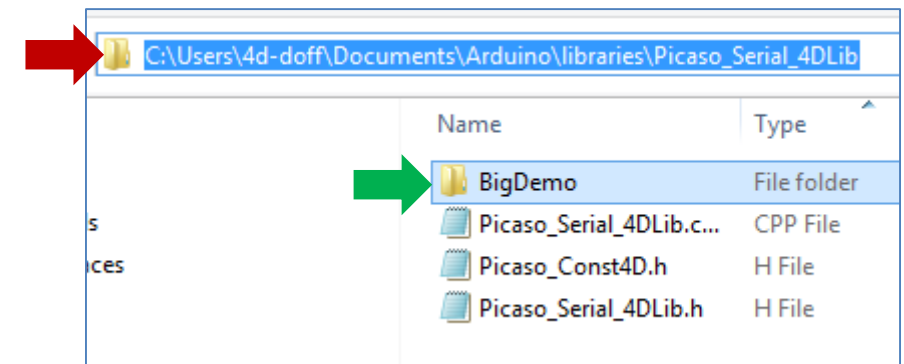 C:\Users\4d-doff\Documents\Arduino\libraries\Picaso_Serial_4DLib
Name Type
BigDemo File folder
s Picaso_Serial_4DLib.c... CPP File
ices Picaso_Const4D.h H File
Picaso_Serial_4DLib.h H File